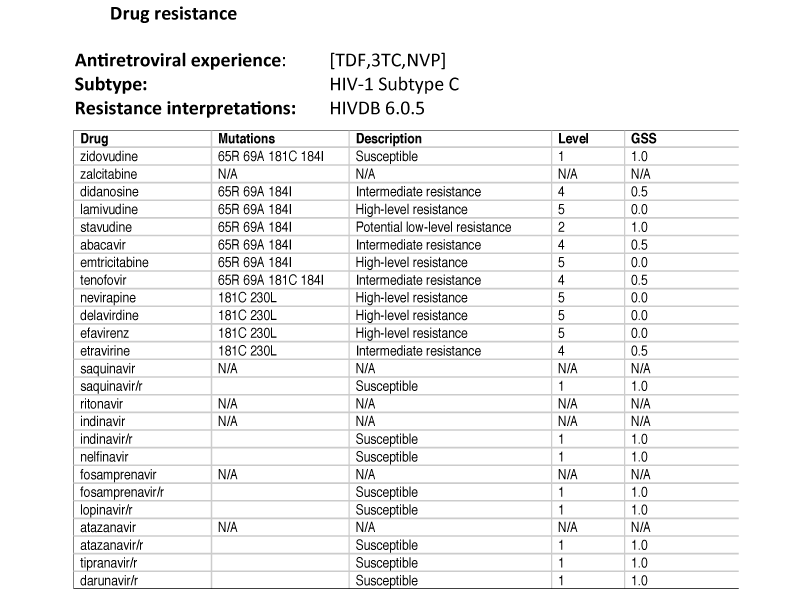 Drug resistance
Antiretroviral experience: [TDF,3TC,NVP]
Subtype: HIV-1 Subtype C
Resistance interpretations: HIVDB 6.0.5
Drug Mutations Description Level GSS
zidovudine 65R 69A 181C 184I Susceptible 1 1.0
zalcitabine N/A N/A N/A N/A
didanosine 65R 69A 184I Intermediate resistance 4 0.5
lamivudine 65R 69A 184I High-level resistance 5 0.0
stavudine 65R 69A 184I Potential low-level resistance 2 1.0
abacavir 65R 69A 184I Intermediate resistance 4 0.5
emtricitabine 65R 69A 184I High-level resistance 5 0.0
tenofovir 65R 69A 181C 184I Intermediate resistance 4 0.5
nevirapine 181C 230L High-level resistance 5 0.0
delavirdine 181C 230L High-level resistance 5 0.0
efavirenz 181C 230L High-level resistance 5 0.0
etravirine 181C 230L Intermediate resistance 4 0.5
saquinavir N/A N/A N/A N/A
saquinavir/r Susceptible 1 1.0
ritonavir N/A N/A N/A N/A
indinavir N/A N/A N/A N/A
indinavir/r Susceptible 1 1.0
nelfinavir Susceptible 1 1.0
fosamprenavir N/A N/A N/A N/A
fosamprenavir/r Susceptible 1 1.0
lopinavir/r Susceptible 1 1.0
atazanavir N/A N/A N/A N/A
atazanavir/r Susceptible 1 1.0
tipranavir/r Susceptible 1 1.0
darunavir/r Susceptible 1 1.0